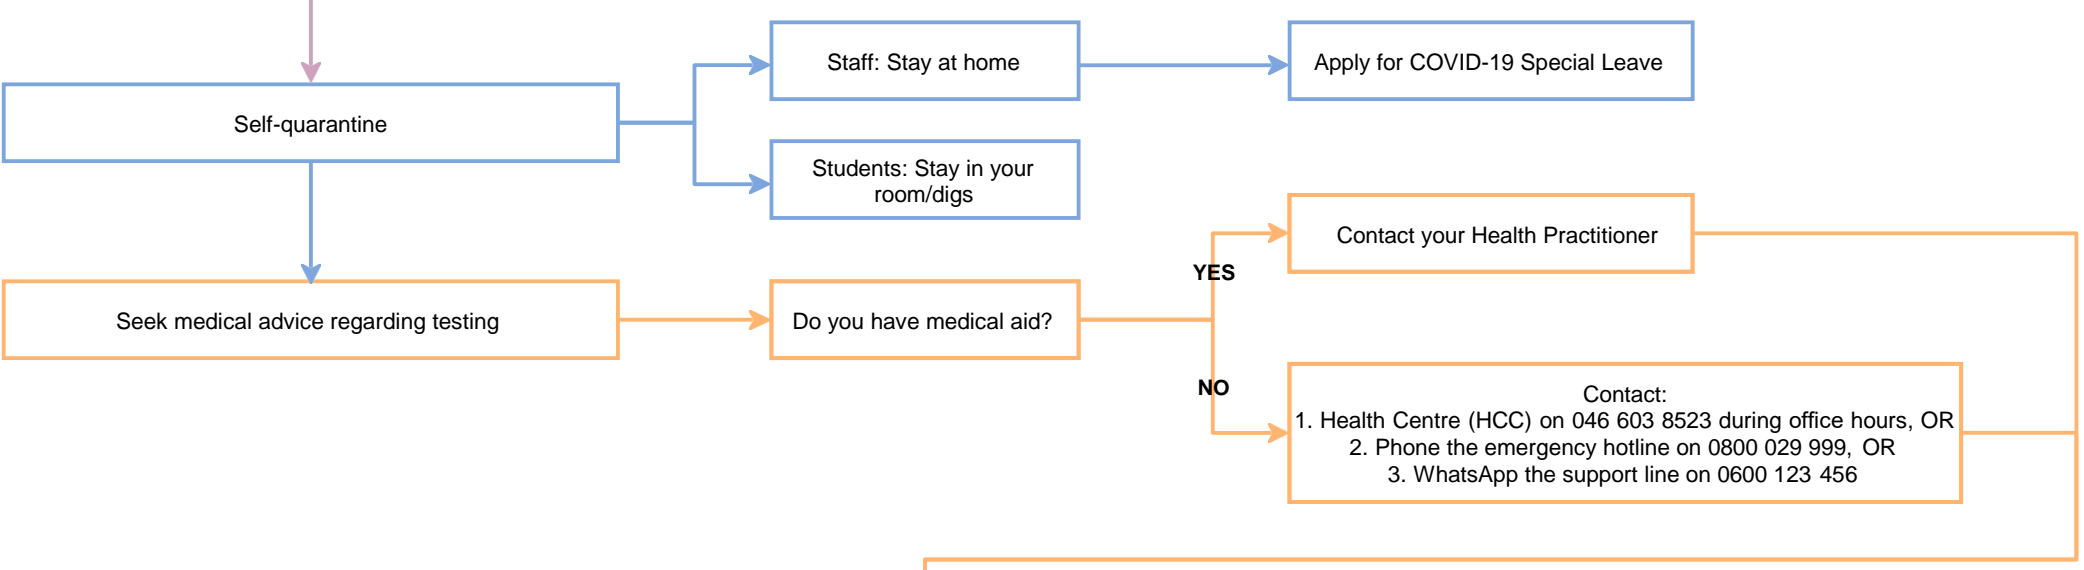 Staff: Stay at home
Apply for COVID-19 Special Leave
Self-quarantine
Students: Stay in your
room/digs
Contact your Health Practitioner
YES
Seek medical advice regarding testing
Do you have medical aid?
NO
Contact:
1. Health Centre (HCC) on 046 603 8523 during office hours, OR
2. Phone the emergency hotline on 0800 029 999, OR
3. WhatsApp the support line on 0600 123 456